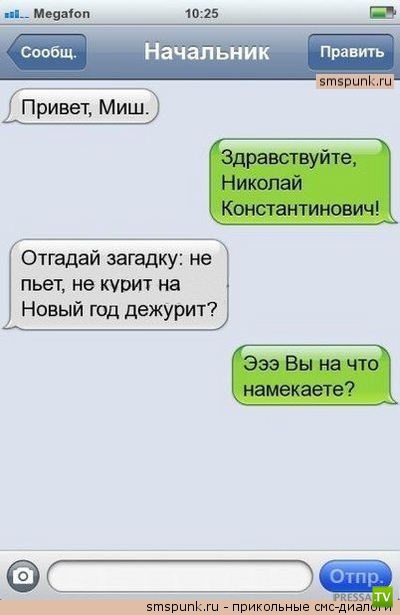 Megafon 10:25
Сообщ. Начальник Править
smspunk.ru
Привет, Миш.
Здравствуйте,
Николай
Константинович!
Отгадай загадку: не
пьет, не курит на
Новый год дежурит?
Эээ Вы на что
намекаете?
Отпр.
PRESSA TV
smspunk.ru - прикольные смс-диалоги